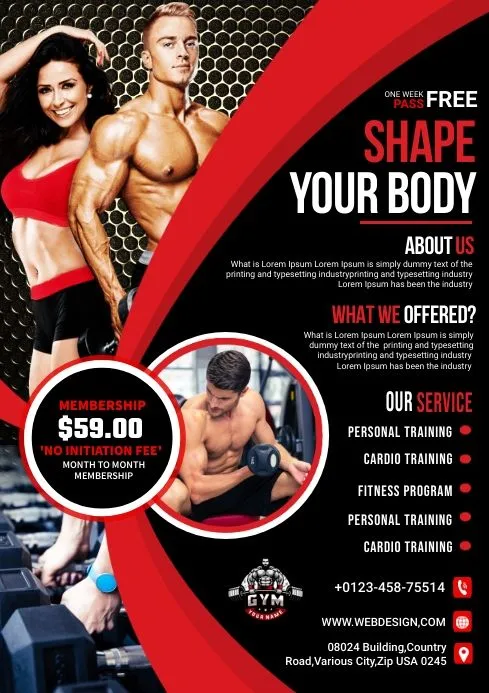 ONE WEEK
PASS FREE
SHAPE
YOUR BODY
ABOUT US
What is Lorem Ipsum Lorem Ipsum is simply dummy text of the
printing and typesetting industryprinting and typesetting industry
Lorem Ipsum has been the industry
WHAT WE OFFERED?
What is Lorem Ipsum Lorem Ipsum is simply
dummy text of the printing and typesetting
industryprinting and typesetting industry
Lorem Ipsum has been the industry
MEMBERSHIP
$59.00
'NO INITIATION FEE'
MONTH TO MONTH
MEMBERSHIP
OUR SERVICE
PERSONAL TRAINING
CARDIO TRAINING
FITNESS PROGRAM
PERSONAL TRAINING
CARDIO TRAINING
GYM
YOUR NAME
+0123-458-75514
WWW.WEBDESIGN,COM
08024 Building,Country
Road,Various City,Zip USA 0245